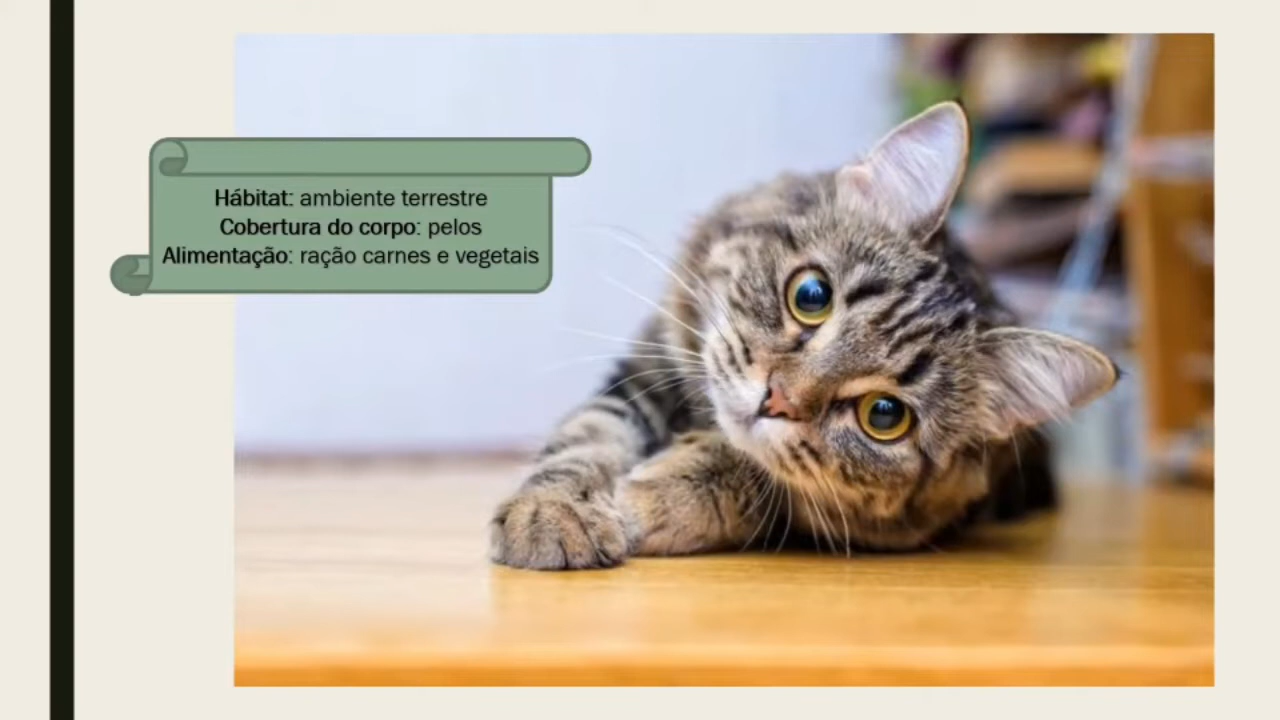 Hábitat: ambiente terrestre
Cobertura do corpo: pelos
Alimentação: ração carnes e vegetais